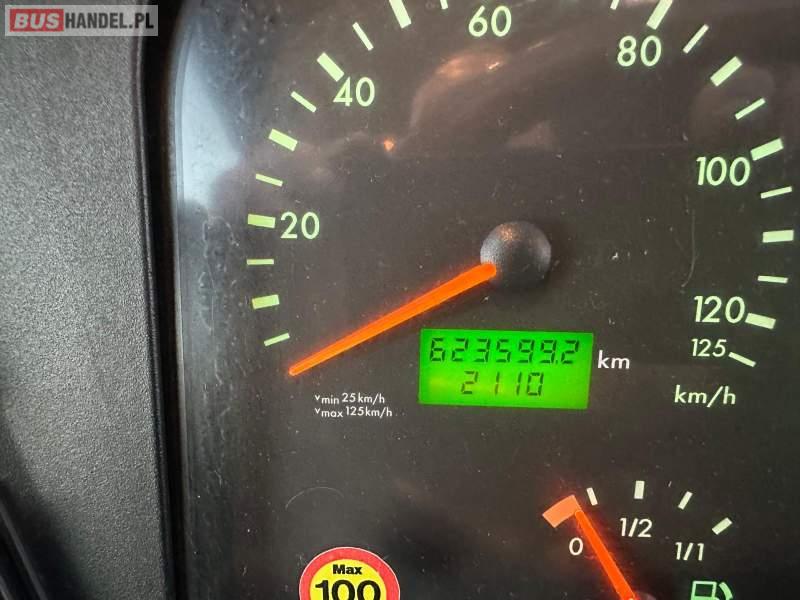 BUSHANDEL.PL
60
80
40
100
20
120
125
623599.2 km
2110
km/h
vmin 25km/h
vmax 125km/h
0 1/2 1/1
Max
100